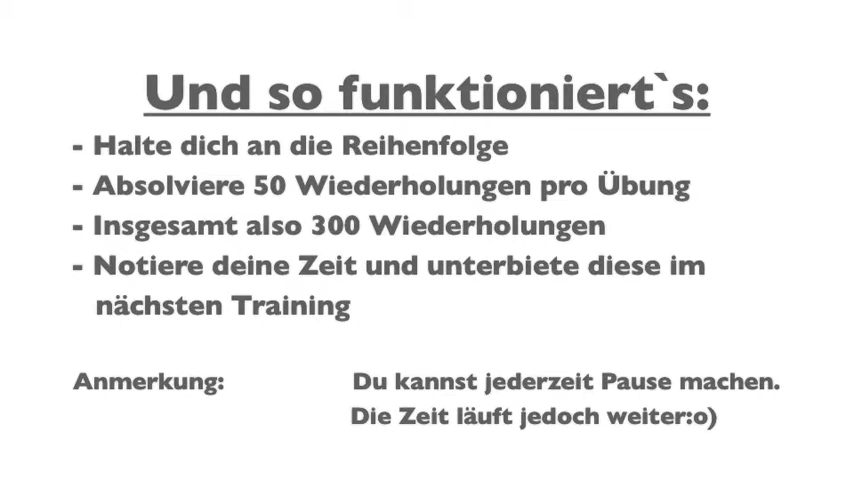 Und so funktioniert`s:
- Halte dich an die Reihenfolge
- Absolviere 50 Wiederholungen pro Übung
- Insgesamt also 300 Wiederholungen
- Notiere deine Zeit und unterbiete diese im
nächsten Training
Anmerkung: Du kannst jederzeit Pause machen.
Die Zeit läuft jedoch weiter:o)